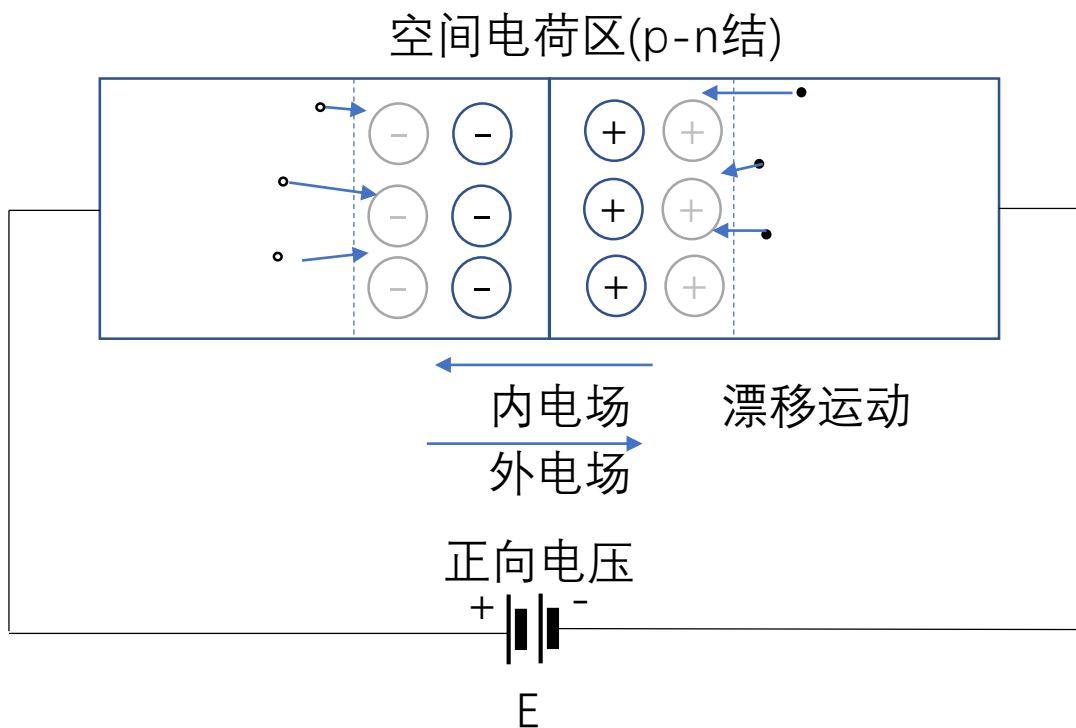 空间电荷区(p-n结)
- - + +
- - + +
- - + +
内电场 漂移运动
外电场
正向电压
+ -
E